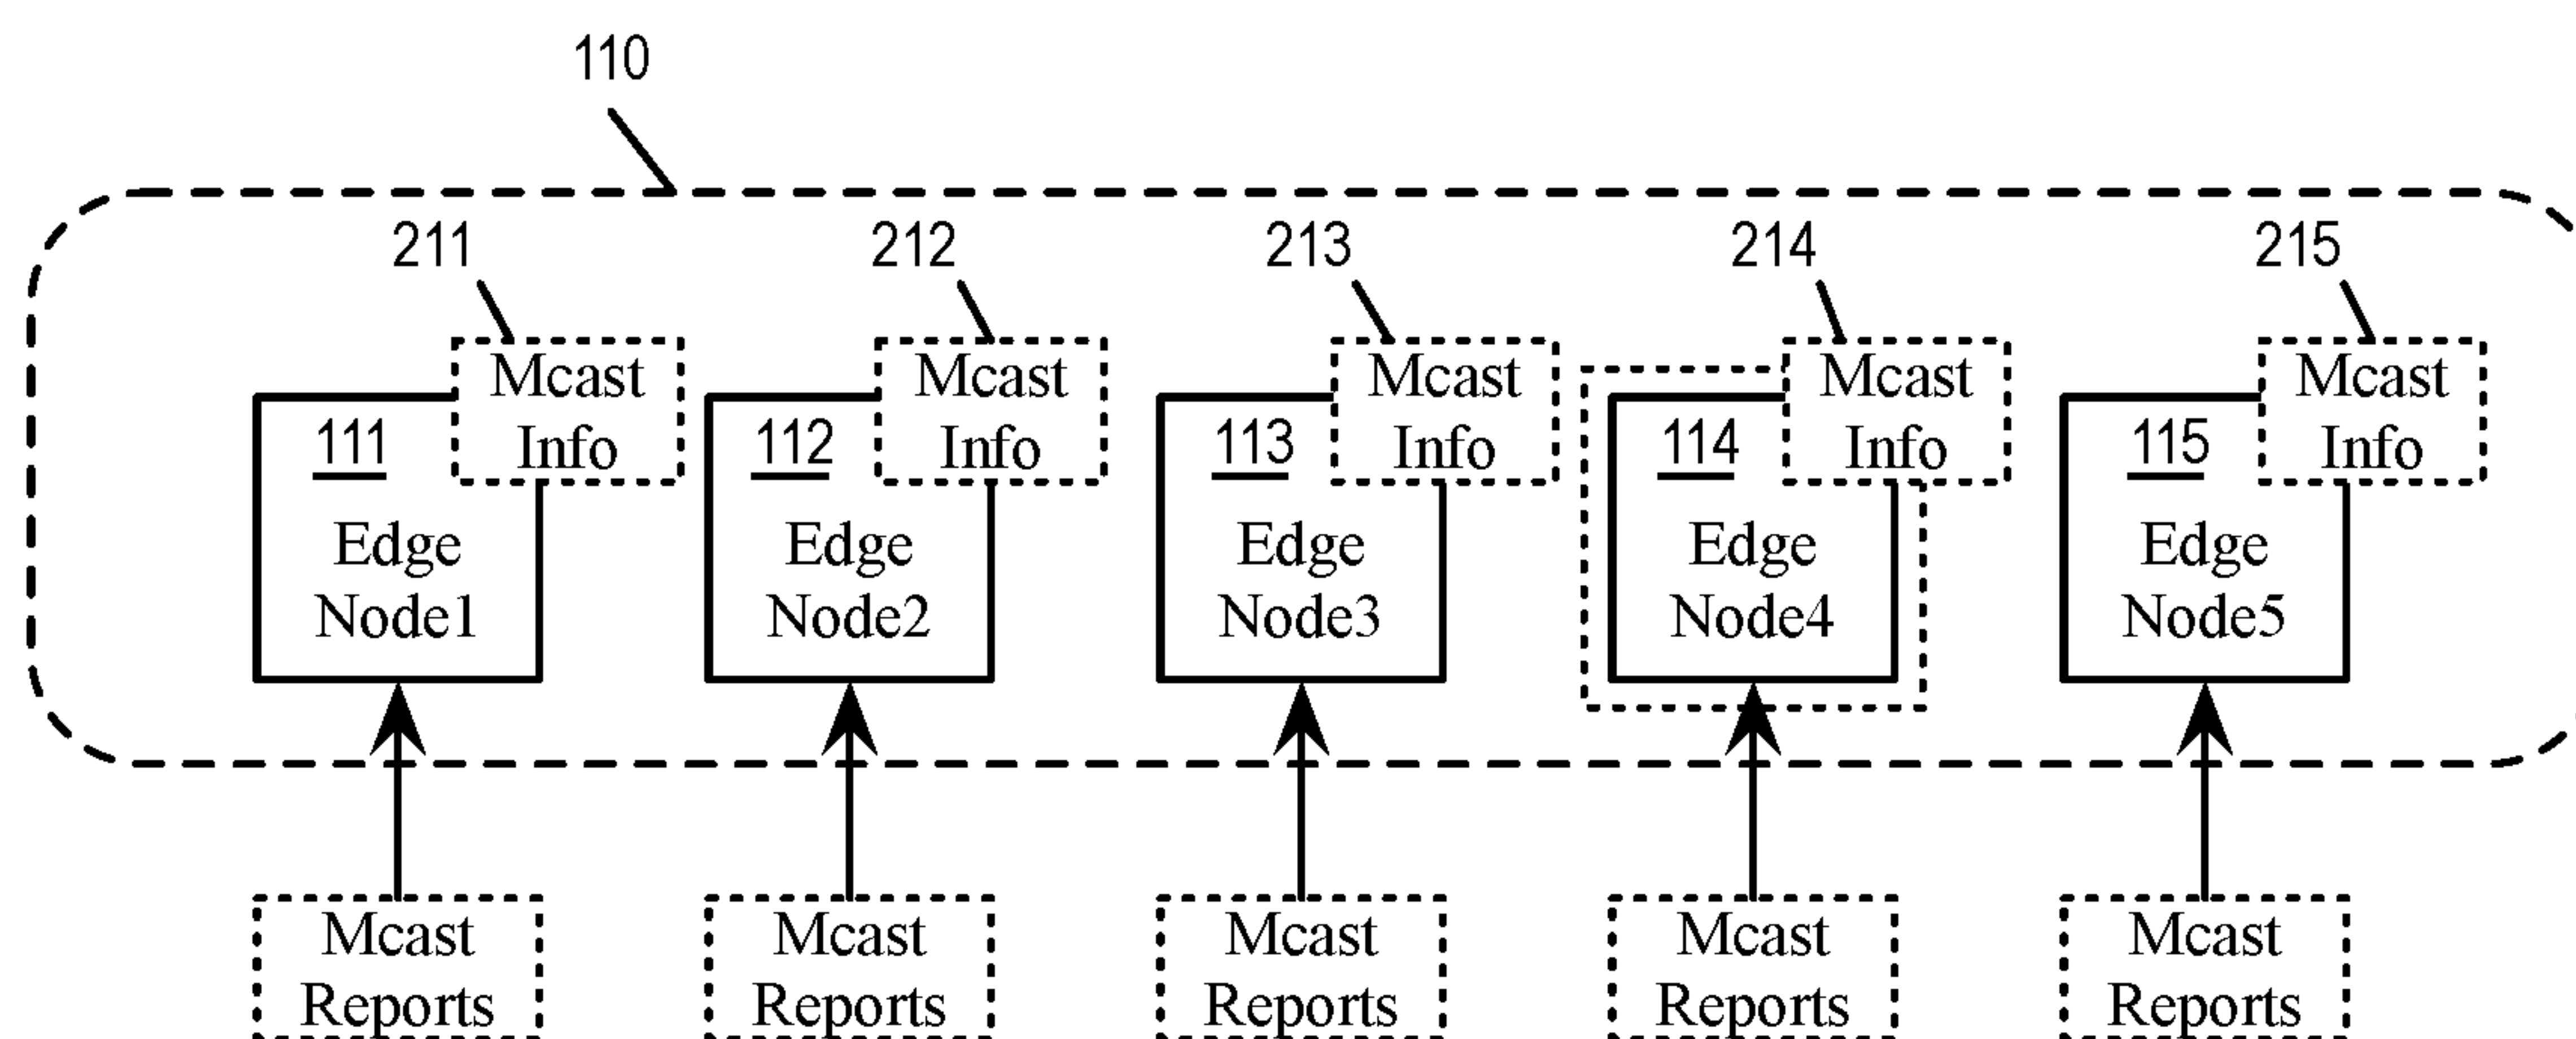 110
211 212 213 214 215
Mcast Mcast Mcast Mcast Mcast
Info Info Info Info Info
111 112 113 114 115
Edge Edge Edge Edge Edge
Node1 Node2 Node3 Node4 Node5
Mcast Mcast Mcast Mcast Mcast
Reports Reports Reports Reports Reports